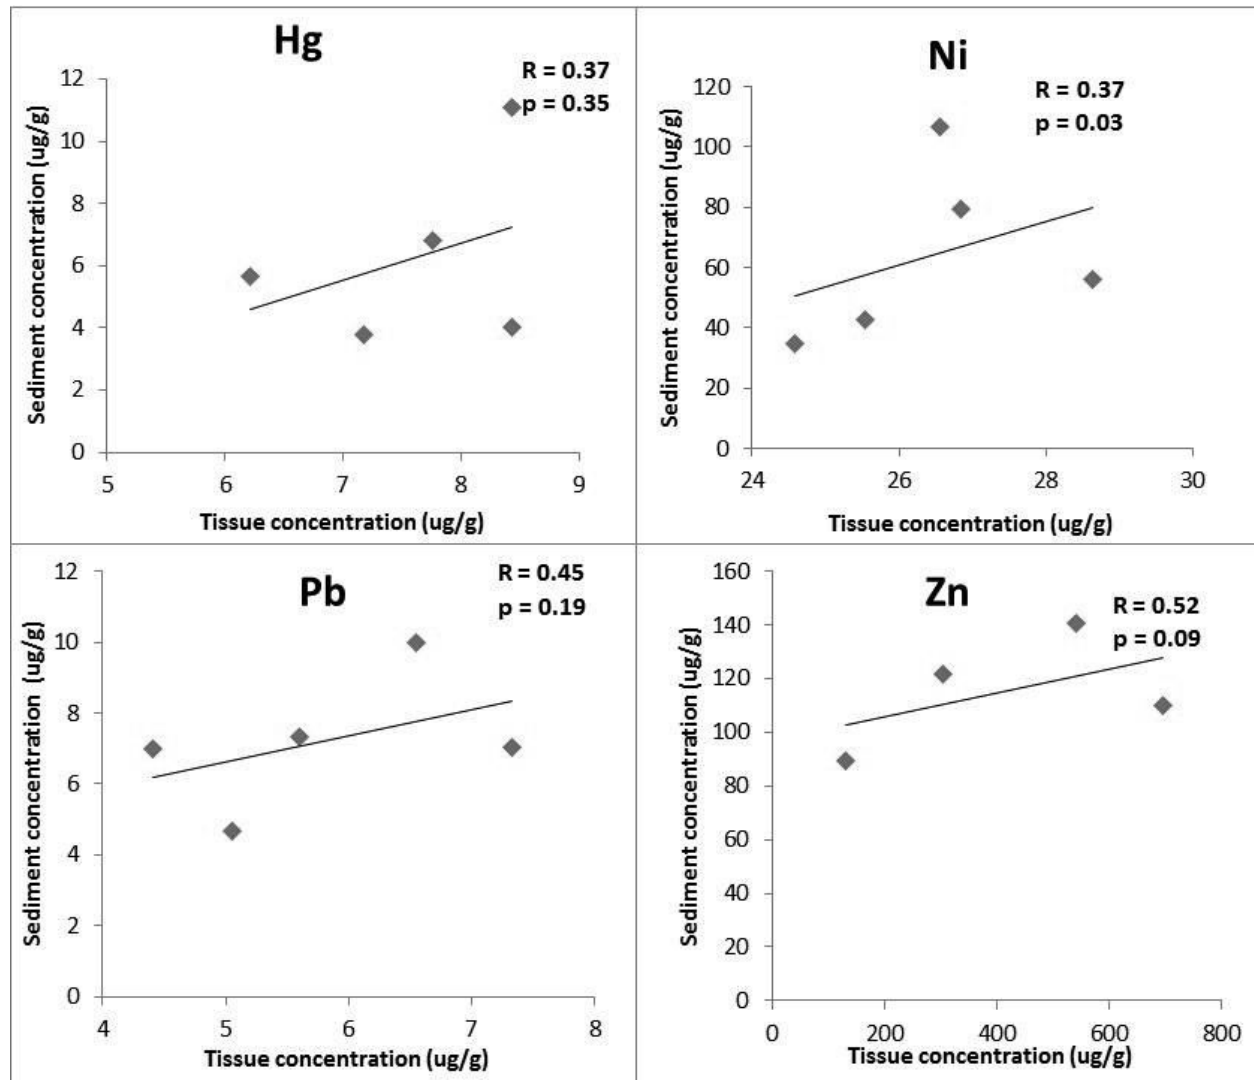 Hg
R = 0.37
p = 0.35
Sediment concentration (ug/g)
12
10
8
6
4
2
0
5 6 7 8 9
Tissue concentration (ug/g)
Ni
R = 0.37
p = 0.03
Sediment concentration (ug/g)
120
100
80
60
40
20
0
24 26 28 30
Tissue concentration (ug/g)
Pb
R = 0.45
p = 0.19
Sediment concentration (ug/g)
12
10
8
6
4
2
0
4 5 6 7 8
Tissue concentration (ug/g)
Zn
R = 0.52
p = 0.09
Sediment concentration (ug/g)
160
140
120
100
80
60
40
20
0
0 200 400 600 800
Tissue concentration (ug/g)